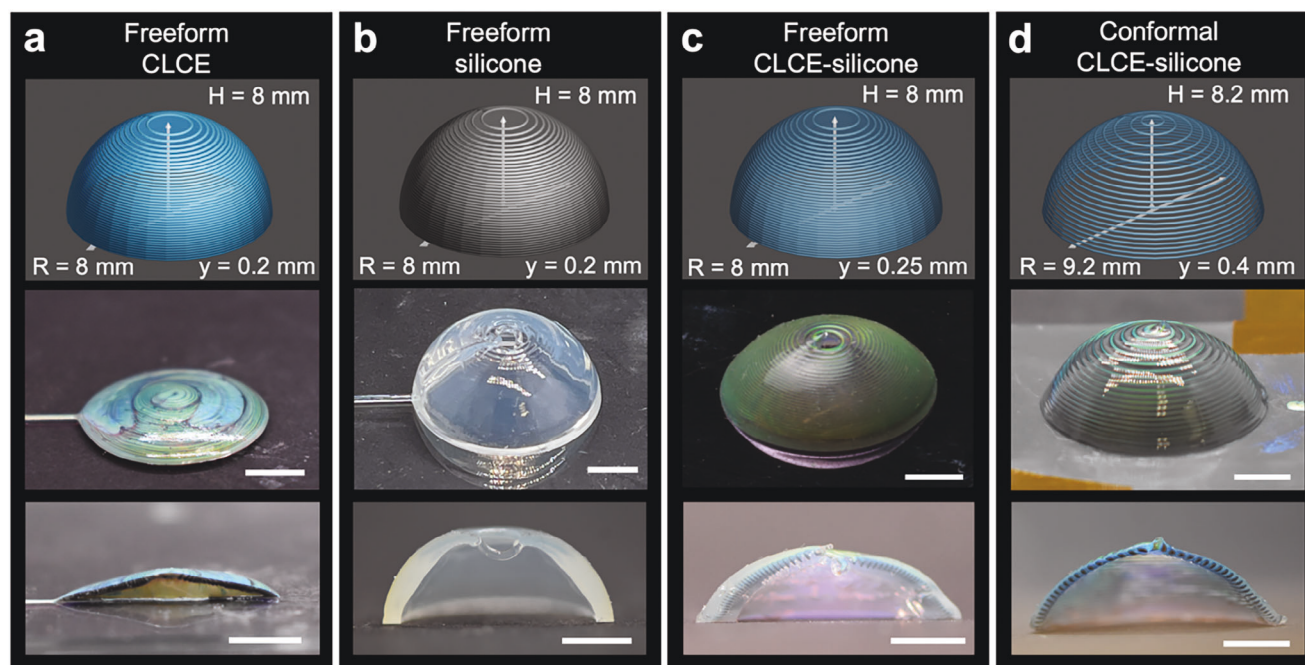 a
Freeform
CLCE
H = 8 mm
R = 8 mm
y = 0.2 mm
b
Freeform
silicone
H = 8 mm
R = 8 mm
y = 0.2 mm
c
Freeform
CLCE-silicone
H = 8 mm
R = 8 mm
y = 0.25 mm
d
Conformal
CLCE-silicone
H = 8.2 mm
R = 9.2 mm
y = 0.4 mm